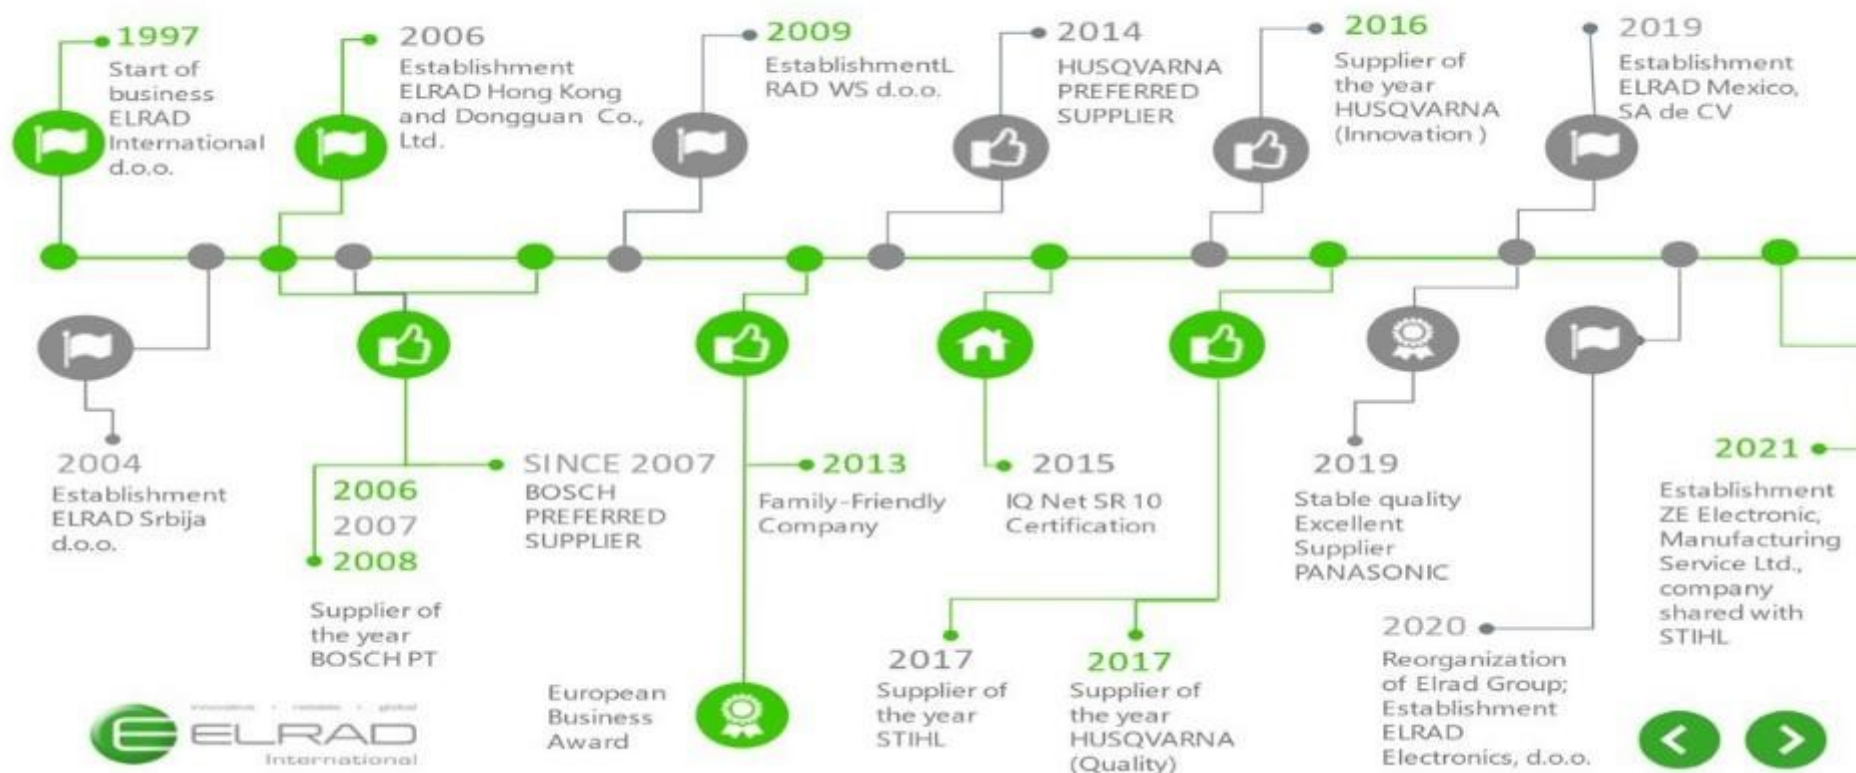 1997
Start of
business
ELRAD
International
d.o.o.
2006
Establishment
ELRAD Hong Kong
and Dongguan Co.,
Ltd.
2009
EstablishmentL
RAD WS d.o.o.
2014
HUSQVARNA
PREFERRED
SUPPLIER
2016
Supplier of
the year
HUSQVARNA
(Innovation )
2019
Establishment
ELRAD Mexico,
SA de CV
2004
Establishment
ELRAD Srbija
d.o.o.
2006
2007
2008
Supplier of
the year
BOSCH PT
SINCE 2007
BOSCH
PREFERRED
SUPPLIER
2013
Family-Friendly
Company
European
Business
Award
2015
IQ Net SR 10
Certification
2017
Supplier of
the year
STIHL
2017
Supplier of
the year
HUSQVARNA
(Quality)
2019
Stable quality
Excellent
Supplier
PANASONIC
2020
Reorganization
of Elrad Group;
Establishment
ELRAD
Electronics, d.o.o.
2021
Establishment
ZE Electronic,
Manufacturing
Service Ltd.,
company
shared with
STIHL
innovative • reliable • global
ELRAD
International